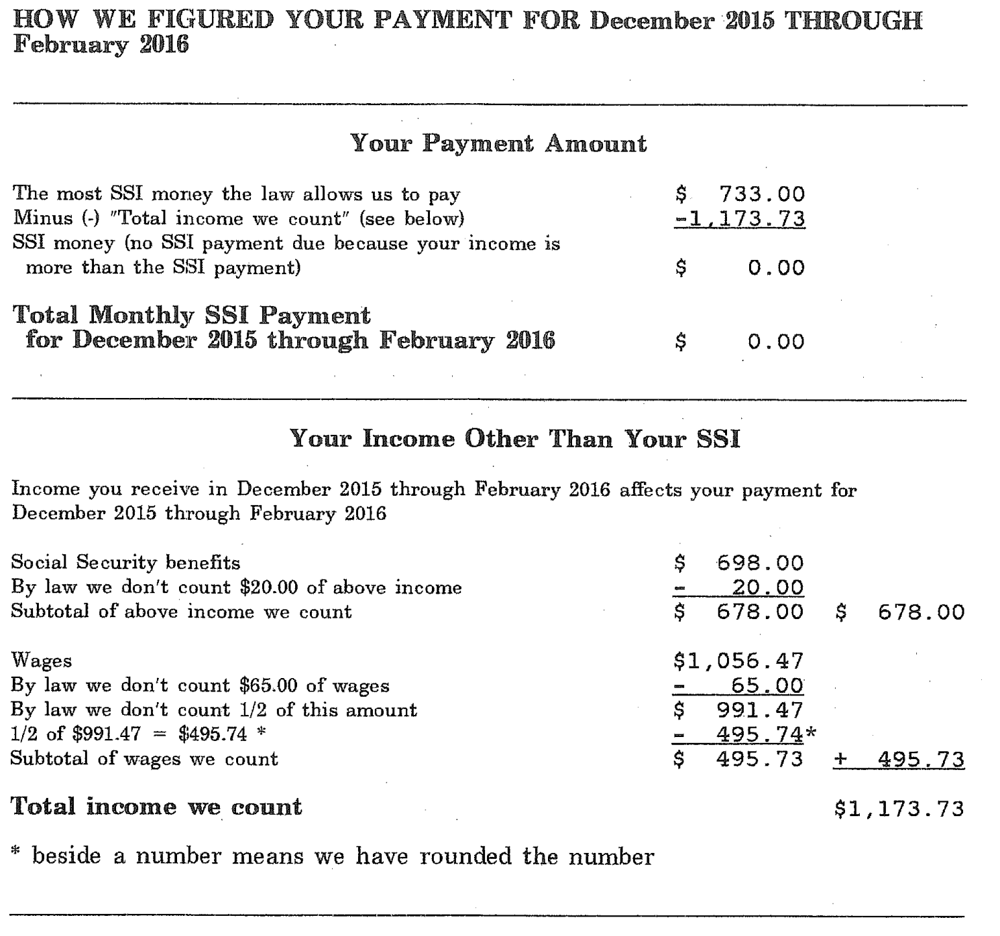 HOW WE FIGURED YOUR PAYMENT FOR December 2015 THROUGH
February 2016
Your Payment Amount
The most SSI money the law allows us to pay $ 733.00
Minus (-) "Total income we count" (see below) -1,173.73
SSI money (no SSI payment due because your income is
more than the SSI payment) $ 0.00
Total Monthly SSI Payment
for December 2015 through February 2016 $ 0.00
Your Income Other Than Your SSI
Income you receive in December 2015 through February 2016 affects your payment for
December 2015 through February 2016
Social Security benefits $ 698.00
By law we don't count $20.00 of above income - 20.00
Subtotal of above income we count $ 678.00 $ 678.00
Wages $1,056.47
By law we don't count $65.00 of wages - 65.00
By law we don't count 1/2 of this amount $ 991.47
1/2 of $991.47 = $495.74 * - 495.74*
Subtotal of wages we count $ 495.73 + 495.73
Total income we count $1,173.73
* beside a number means we have rounded the number